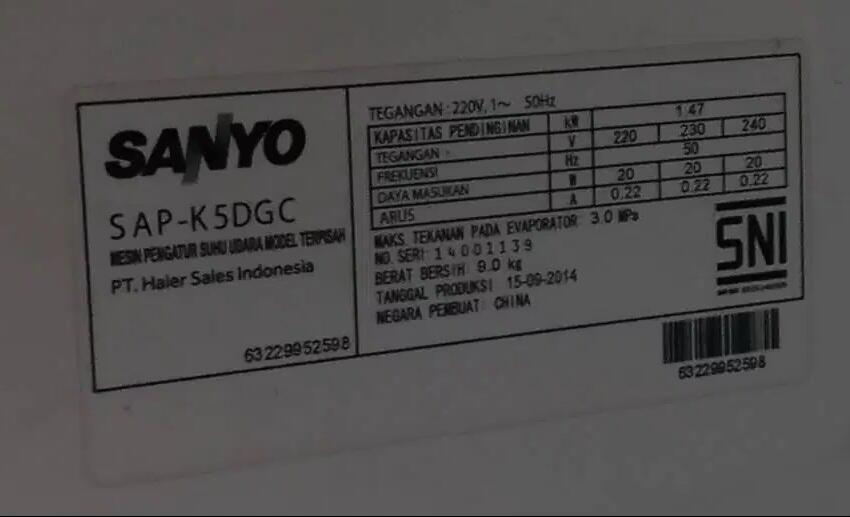 SANYO
SAP-K5DGC
MESIN PENGATUR SUHU UDARA MODEL TERPISAH
PT. Haier Sales Indonesia
63229952598
TEGANGAN : 220V, 1~ 50Hz
KAPASITAS PENDINGINAN kW 1.47
TEGANGAN V 220 230 240
FREKUENSI Hz 50
DAYA MASUKAN W 20 20 20
ARUS A 0.22 0.22 0.22
MAKS. TEKANAN PADA EVAPORATOR: 3.0 MPa
NO. SERI: 14001139
BERAT BERSIH: 9.0 kg
TANGGAL PRODUKSI: 15-09-2014
NEGARA PEMBUAT: CHINA
SNI
63229952598